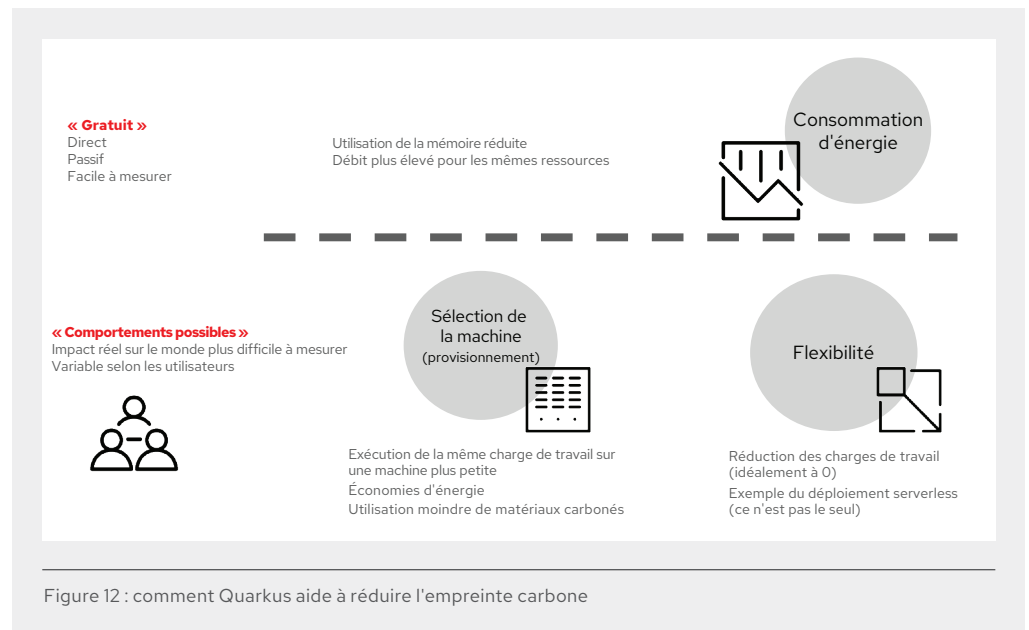 « Gratuit »
Direct
Passif
Facile à mesurer
Utilisation de la mémoire réduite
Débit plus élevé pour les mêmes ressources
Consommation
d'énergie
« Comportements possibles »
Impact réel sur le monde plus difficile à mesurer
Variable selon les utilisateurs
Sélection de
la machine
(provisionnement)
Exécution de la même charge de travail sur
une machine plus petite
Économies d'énergie
Utilisation moindre de matériaux carbonés
Flexibilité
Réduction des charges de travail
(idéalement à 0)
Exemple du déploiement serverless
(ce n'est pas le seul)
Figure 12 : comment Quarkus aide à réduire l'empreinte carbone